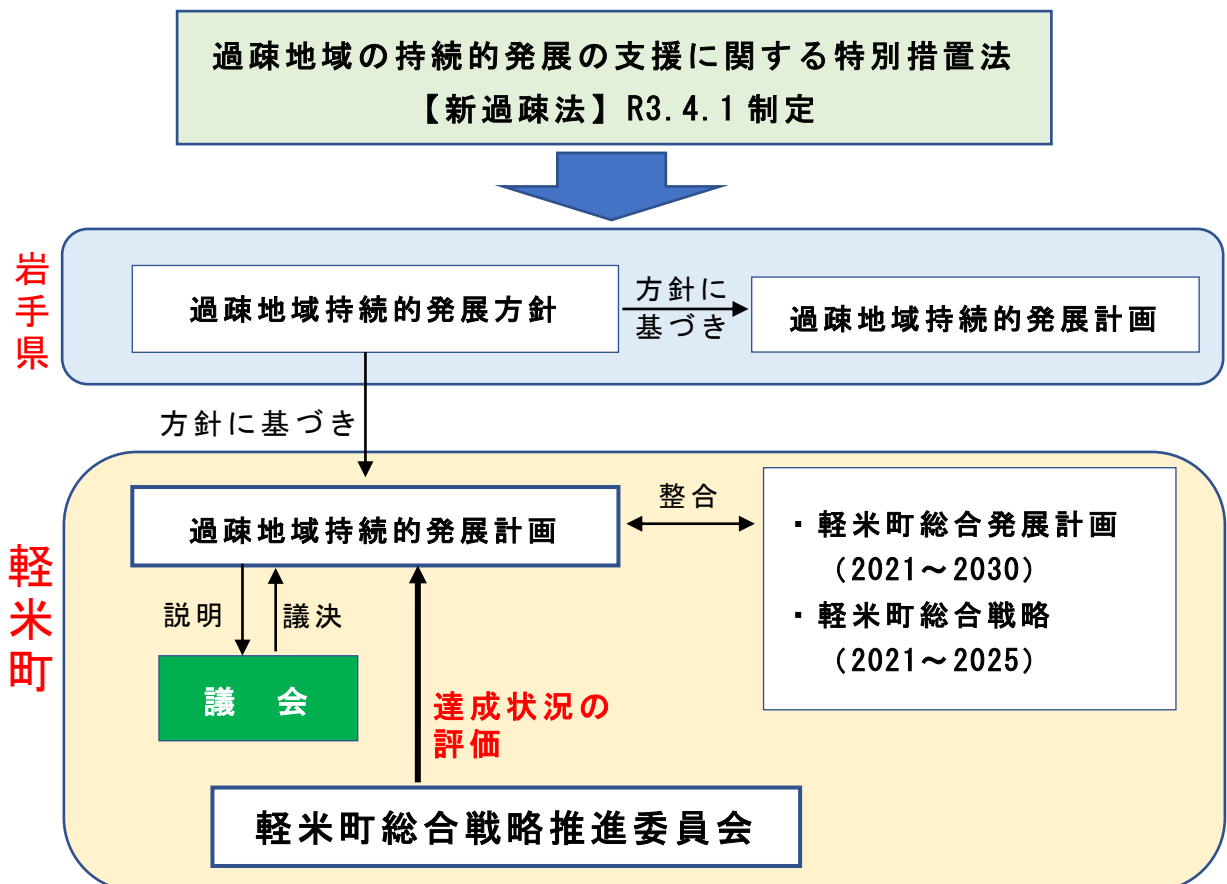 過疎地域の持続的発展の支援に関する特別措置法
【新過疎法】R3.4.1制定
岩手県
過疎地域持続的発展方針
方針に
基づき
過疎地域持続的発展計画
方針に基づき
軽米町
過疎地域持続的発展計画
整合
・軽米町総合発展計画
（2021～2030）
・軽米町総合戦略
（2021～2025）
説明
議決
議　会
達成状況の
評価
軽米町総合戦略推進委員会